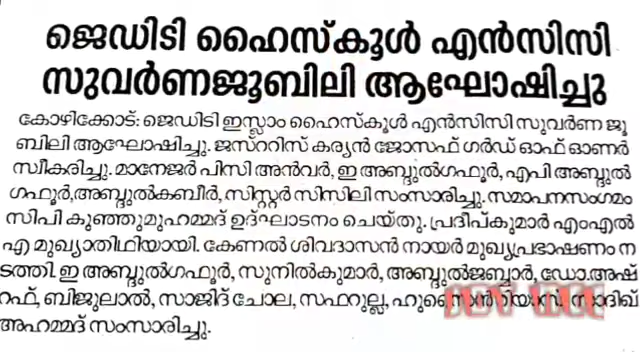 ജെഡിടി ഹൈസ്കൂൾ എൻസിസി
സുവർണജൂബിലി ആഘോഷിച്ചു
കോഴിക്കോട്: ജെഡിടി ഇസ്ലാം ഹൈസ്കൂൾ എൻസിസി സുവർണ ജൂ
ബിലി ആഘോഷിച്ചു. ജസ്റ്റിസ് കുര്യൻ ജോസഫ് ഗർഡ് ഓഫ് ഓണർ
സ്വീകരിച്ചു. മാനേജർ പിസി അൻവർ, ഇ അബ്ദുൽഗഫൂർ, എപി അബ്ദുൽ
ഗഫൂർ,അബ്ദുൽകബീർ, സിസ്റ്റർ സിസിലി സംസാരിച്ചു. സമാപനസംഗമം
സിപി കുഞ്ഞുമുഹമ്മദ് ഉദ്ഘാടനം ചെയ്തു. പ്രദീപ്കുമാർ എംഎൽ
എ മുഖ്യാതിഥിയായി. കേണൽ ശിവദാസൻ നായർ മുഖ്യപ്രഭാഷണം ന
ടത്തി. ഇ അബ്ദുൽഗഫൂർ, സുനിൽകുമാർ, അബ്ദുൽജബ്ബാർ, ഡോ.അഷ്
റഫ്, ബിജുലാൽ, സാജിദ് ചോല, സഫറുല്ല, ഹുസൈൻ റിയാസ്, സാദിഖ്
അഹമ്മദ് സംസാരിച്ചു.